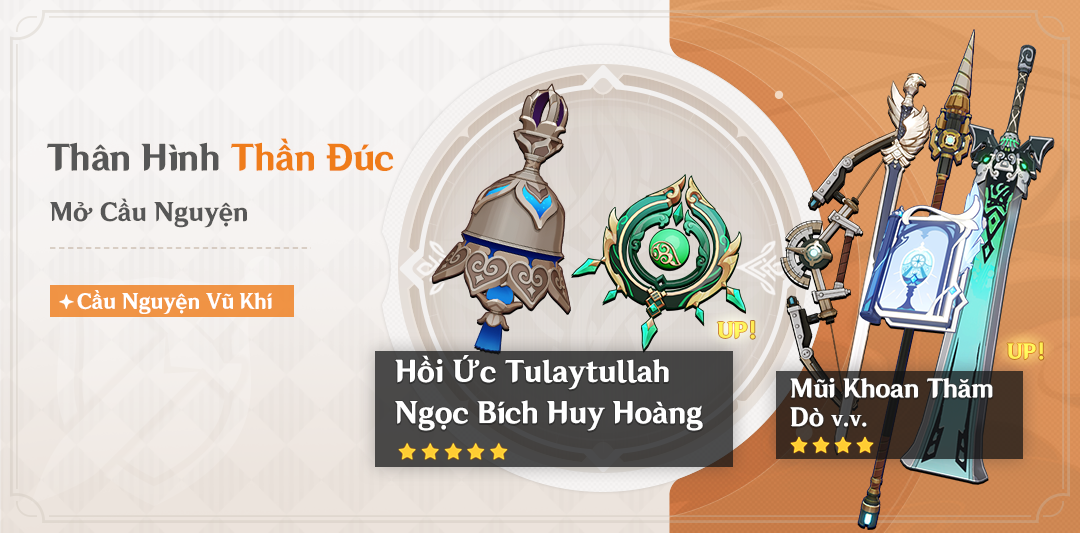 Thân Hình Thần Đúc
Mở Cầu Nguyện
Cầu Nguyện Vũ Khí
UP!
Hồi Ức Tulaytullah
Ngọc Bích Huy Hoàng
UP!
Mũi Khoan Thăm
Dò v.v.